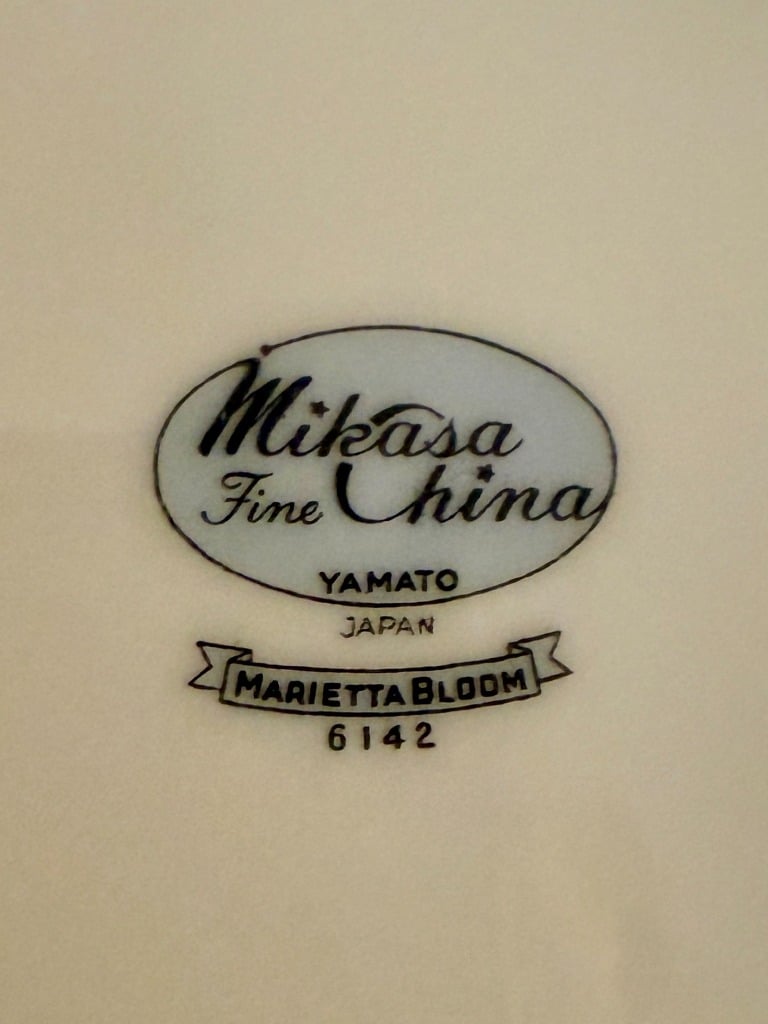 Mikasa
Fine China
YAMATO
JAPAN
MARIETTA BLOOM
6142